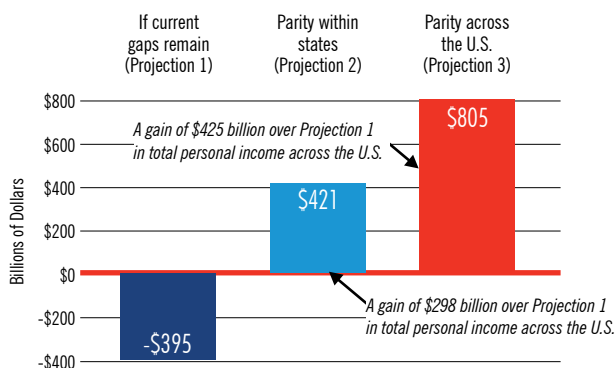 If current
gaps remain
(Projection 1)
Parity within
states
(Projection 2)
Parity across
the U.S.
(Projection 3)
Billions of Dollars
$800
$600
$400
$200
$0
-$200
-$400
A gain of $425 billion over Projection 1
in total personal income across the U.S.
$805
$421
-$395
A gain of $298 billion over Projection 1
in total personal income across the U.S.